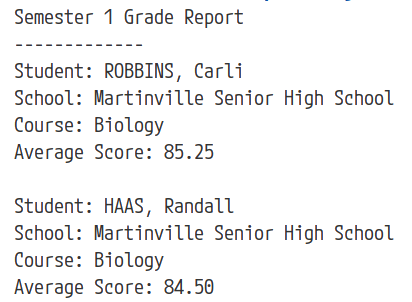 Semester 1 Grade Report
-------------
Student: ROBBINS, Carli
School: Martinville Senior High School
Course: Biology
Average Score: 85.25

Student: HAAS, Randall
School: Martinville Senior High School
Course: Biology
Average Score: 84.50